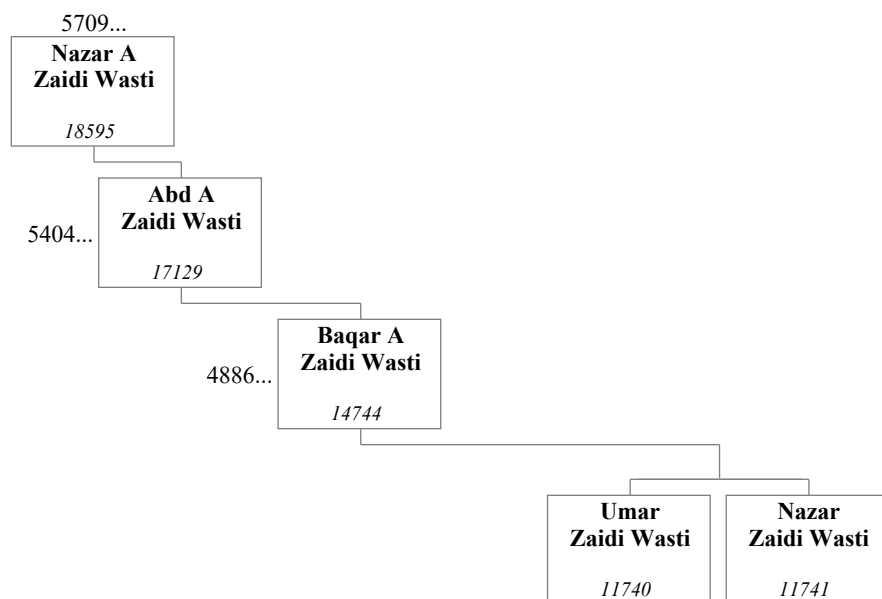 5709...
Nazar A
Zaidi Wasti
18595
Abd A
Zaidi Wasti
5404...
17129
Baqar A
Zaidi Wasti
4886...
14744
Umar
Zaidi Wasti
11740
Nazar
Zaidi Wasti
11741